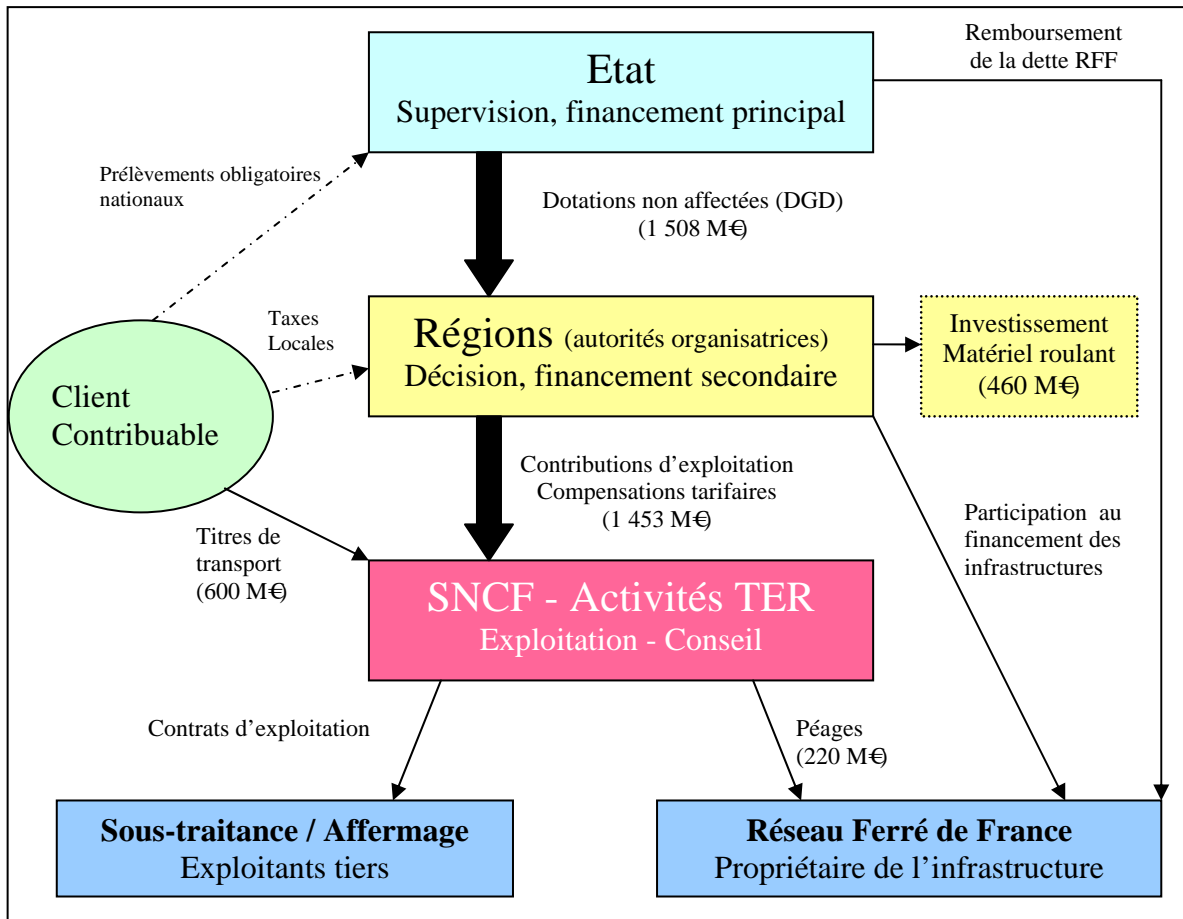 Remboursement
de la dette RFF
Etat
Supervision, financement principal
Prélèvements obligatoires
nationaux
Dotations non affectées (DGD)
(1 508 M€)
Taxes
Locales
Régions (autorités organisatrices)
Décision, financement secondaire
Investissement
Matériel roulant
(460 M€)
Client
Contribuable
Contributions d’exploitation
Compensations tarifaires
(1 453 M€)
Titres de
transport
(600 M€)
Participation au
financement des
infrastructures
SNCF - Activités TER
Exploitation - Conseil
Contrats d’exploitation
Péages
(220 M€)
Sous-traitance / Affermage
Exploitants tiers
Réseau Ferré de France
Propriétaire de l’infrastructure